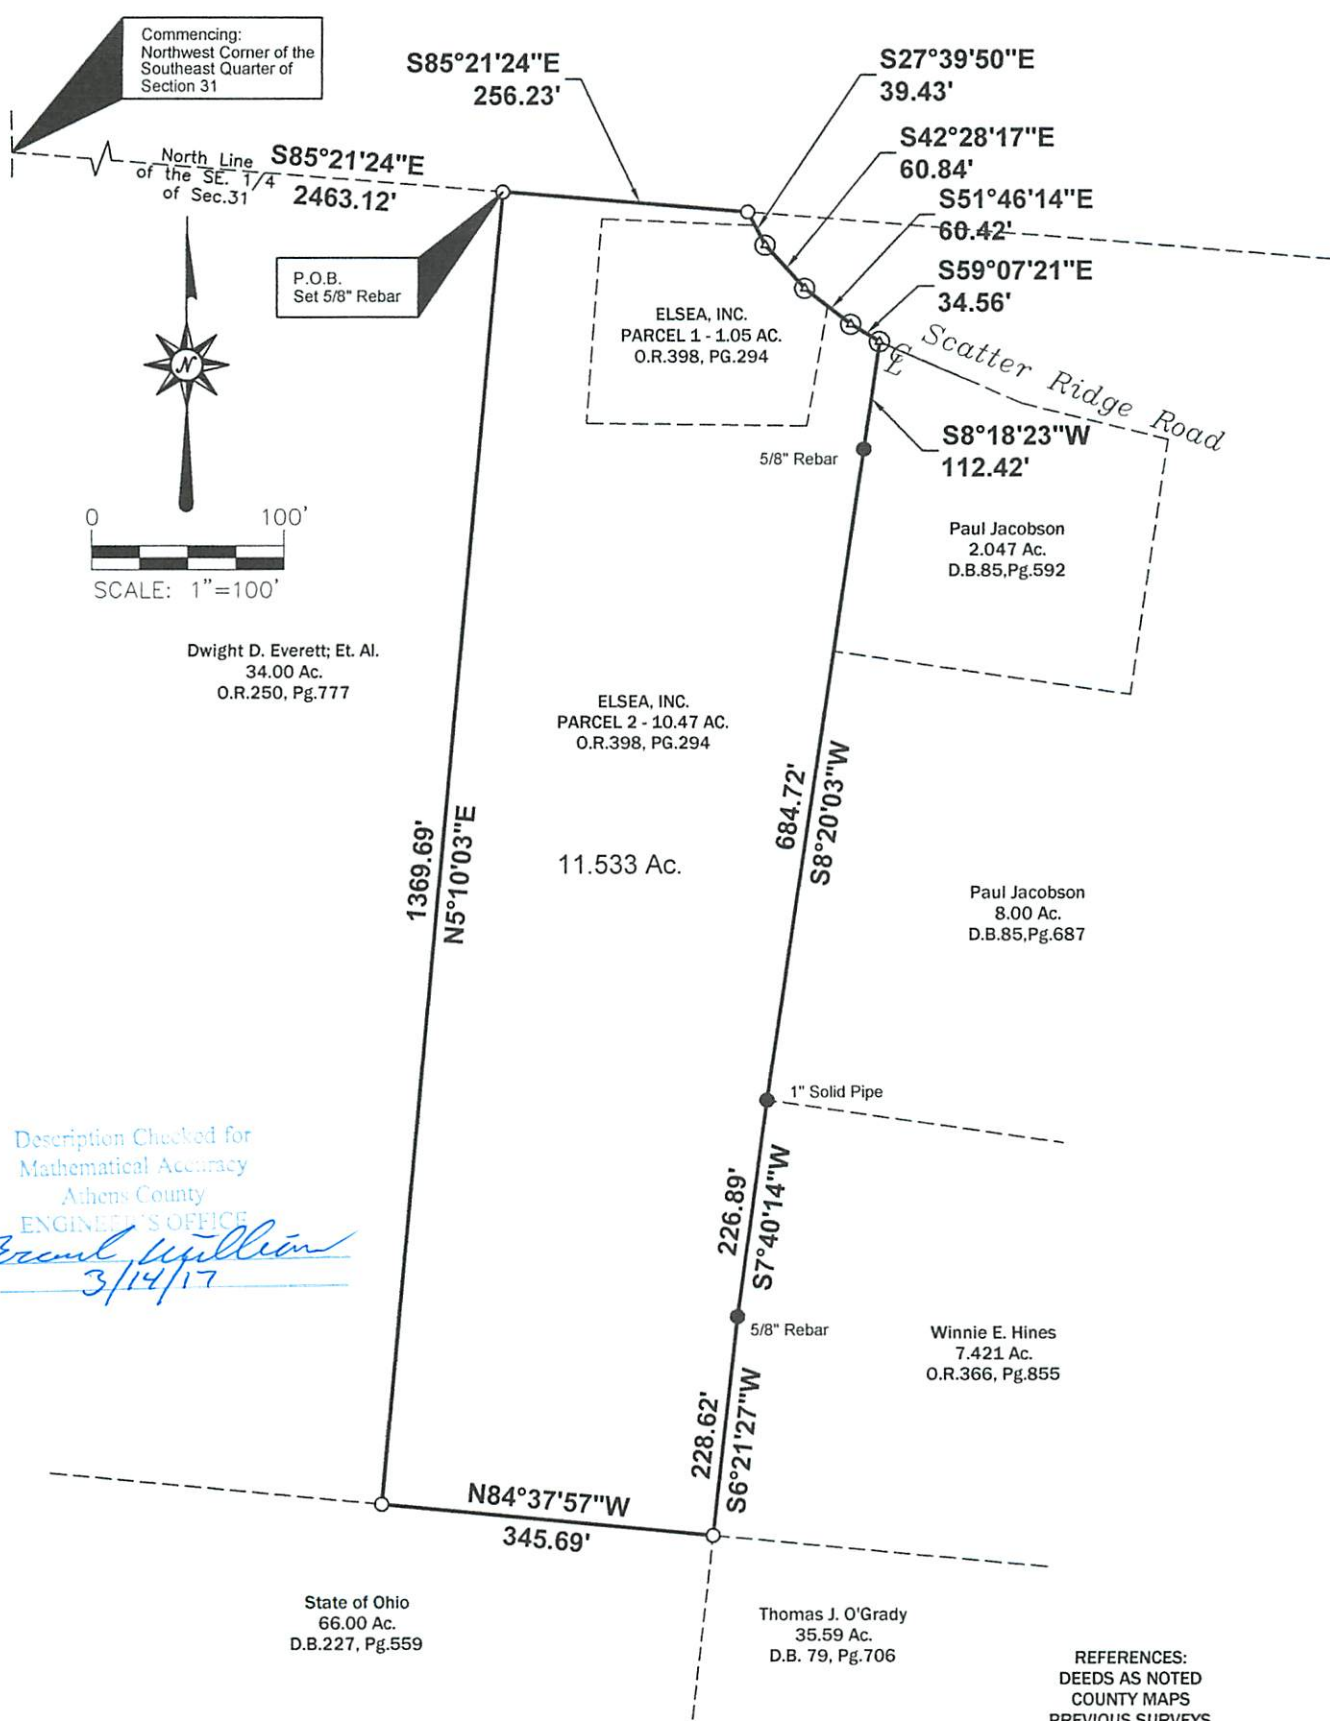 Commencing:
Northwest Corner of the
Southeast Quarter of
Section 31
S85°21'24"E
256.23'
S27°39'50"E
39.43'
S42°28'17"E
60.84'
S51°46'14"E
60.42'
S59°07'21"E
34.56'
North Line
of the SE. 1/4
of Sec.31
S85°21'24"E
2463.12'
P.O.B.
Set 5/8" Rebar
ELSEA, INC.
PARCEL 1 - 1.05 AC.
O.R.398, PG.294
CL
Scatter Ridge Road
N
S8°18'23"W
112.42'
5/8" Rebar
0 100'
SCALE: 1"=100'
Paul Jacobson
2.047 Ac.
D.B.85,Pg.592
Dwight D. Everett; Et. Al.
34.00 Ac.
O.R.250, Pg.777
ELSEA, INC.
PARCEL 2 - 10.47 AC.
O.R.398, PG.294
684.72'
S8°20'03"W
1369.69'
N5°10'03"E
11.533 Ac.
Paul Jacobson
8.00 Ac.
D.B.85,Pg.687
1" Solid Pipe
Description Checked for
Mathematical Accuracy
Athens County
ENGINEER'S OFFICE
3/14/17
226.89'
S7°40'14"W
5/8" Rebar
Winnie E. Hines
7.421 Ac.
O.R.366, Pg.855
228.62'
S6°21'27"W
N84°37'57"W
345.69'
State of Ohio
66.00 Ac.
D.B.227, Pg.559
Thomas J. O'Grady
35.59 Ac.
D.B. 79, Pg.706
REFERENCES:
DEEDS AS NOTED
COUNTY MAPS
PREVIOUS SURVEYS